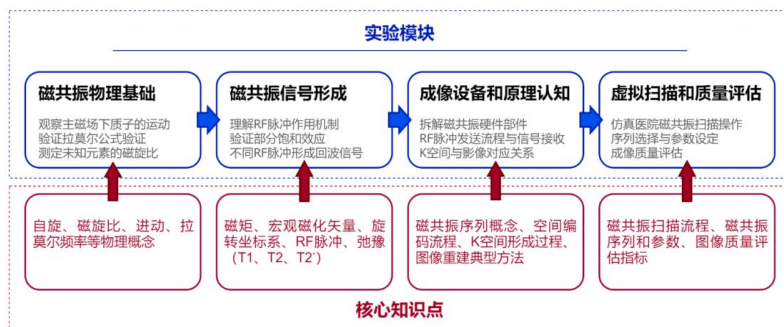 实验模块
磁共振物理基础
观察主磁场下质子的运动
验证拉莫尔公式验证
测定未知元素的磁旋比
磁共振信号形成
理解RF脉冲作用机制
验证部分饱和效应
不同RF脉冲形成回波信号
成像设备和原理认知
拆解磁共振硬件部件
RF脉冲发送流程与信号接收
K空间与影像对应关系
虚拟扫描和质量评估
仿真医院磁共振扫描操作
序列选择与参数设定
成像质量评估
自旋、磁旋比、进动、拉
莫尔频率等物理概念
磁矩、宏观磁化矢量、旋
转坐标系、RF脉冲、弛豫
（T1、T2、T2*）
磁共振序列概念、空间编
码流程、K空间形成过程、
图像重建典型方法
磁共振扫描流程、磁共振
序列和参数、图像质量评
估指标
核心知识点